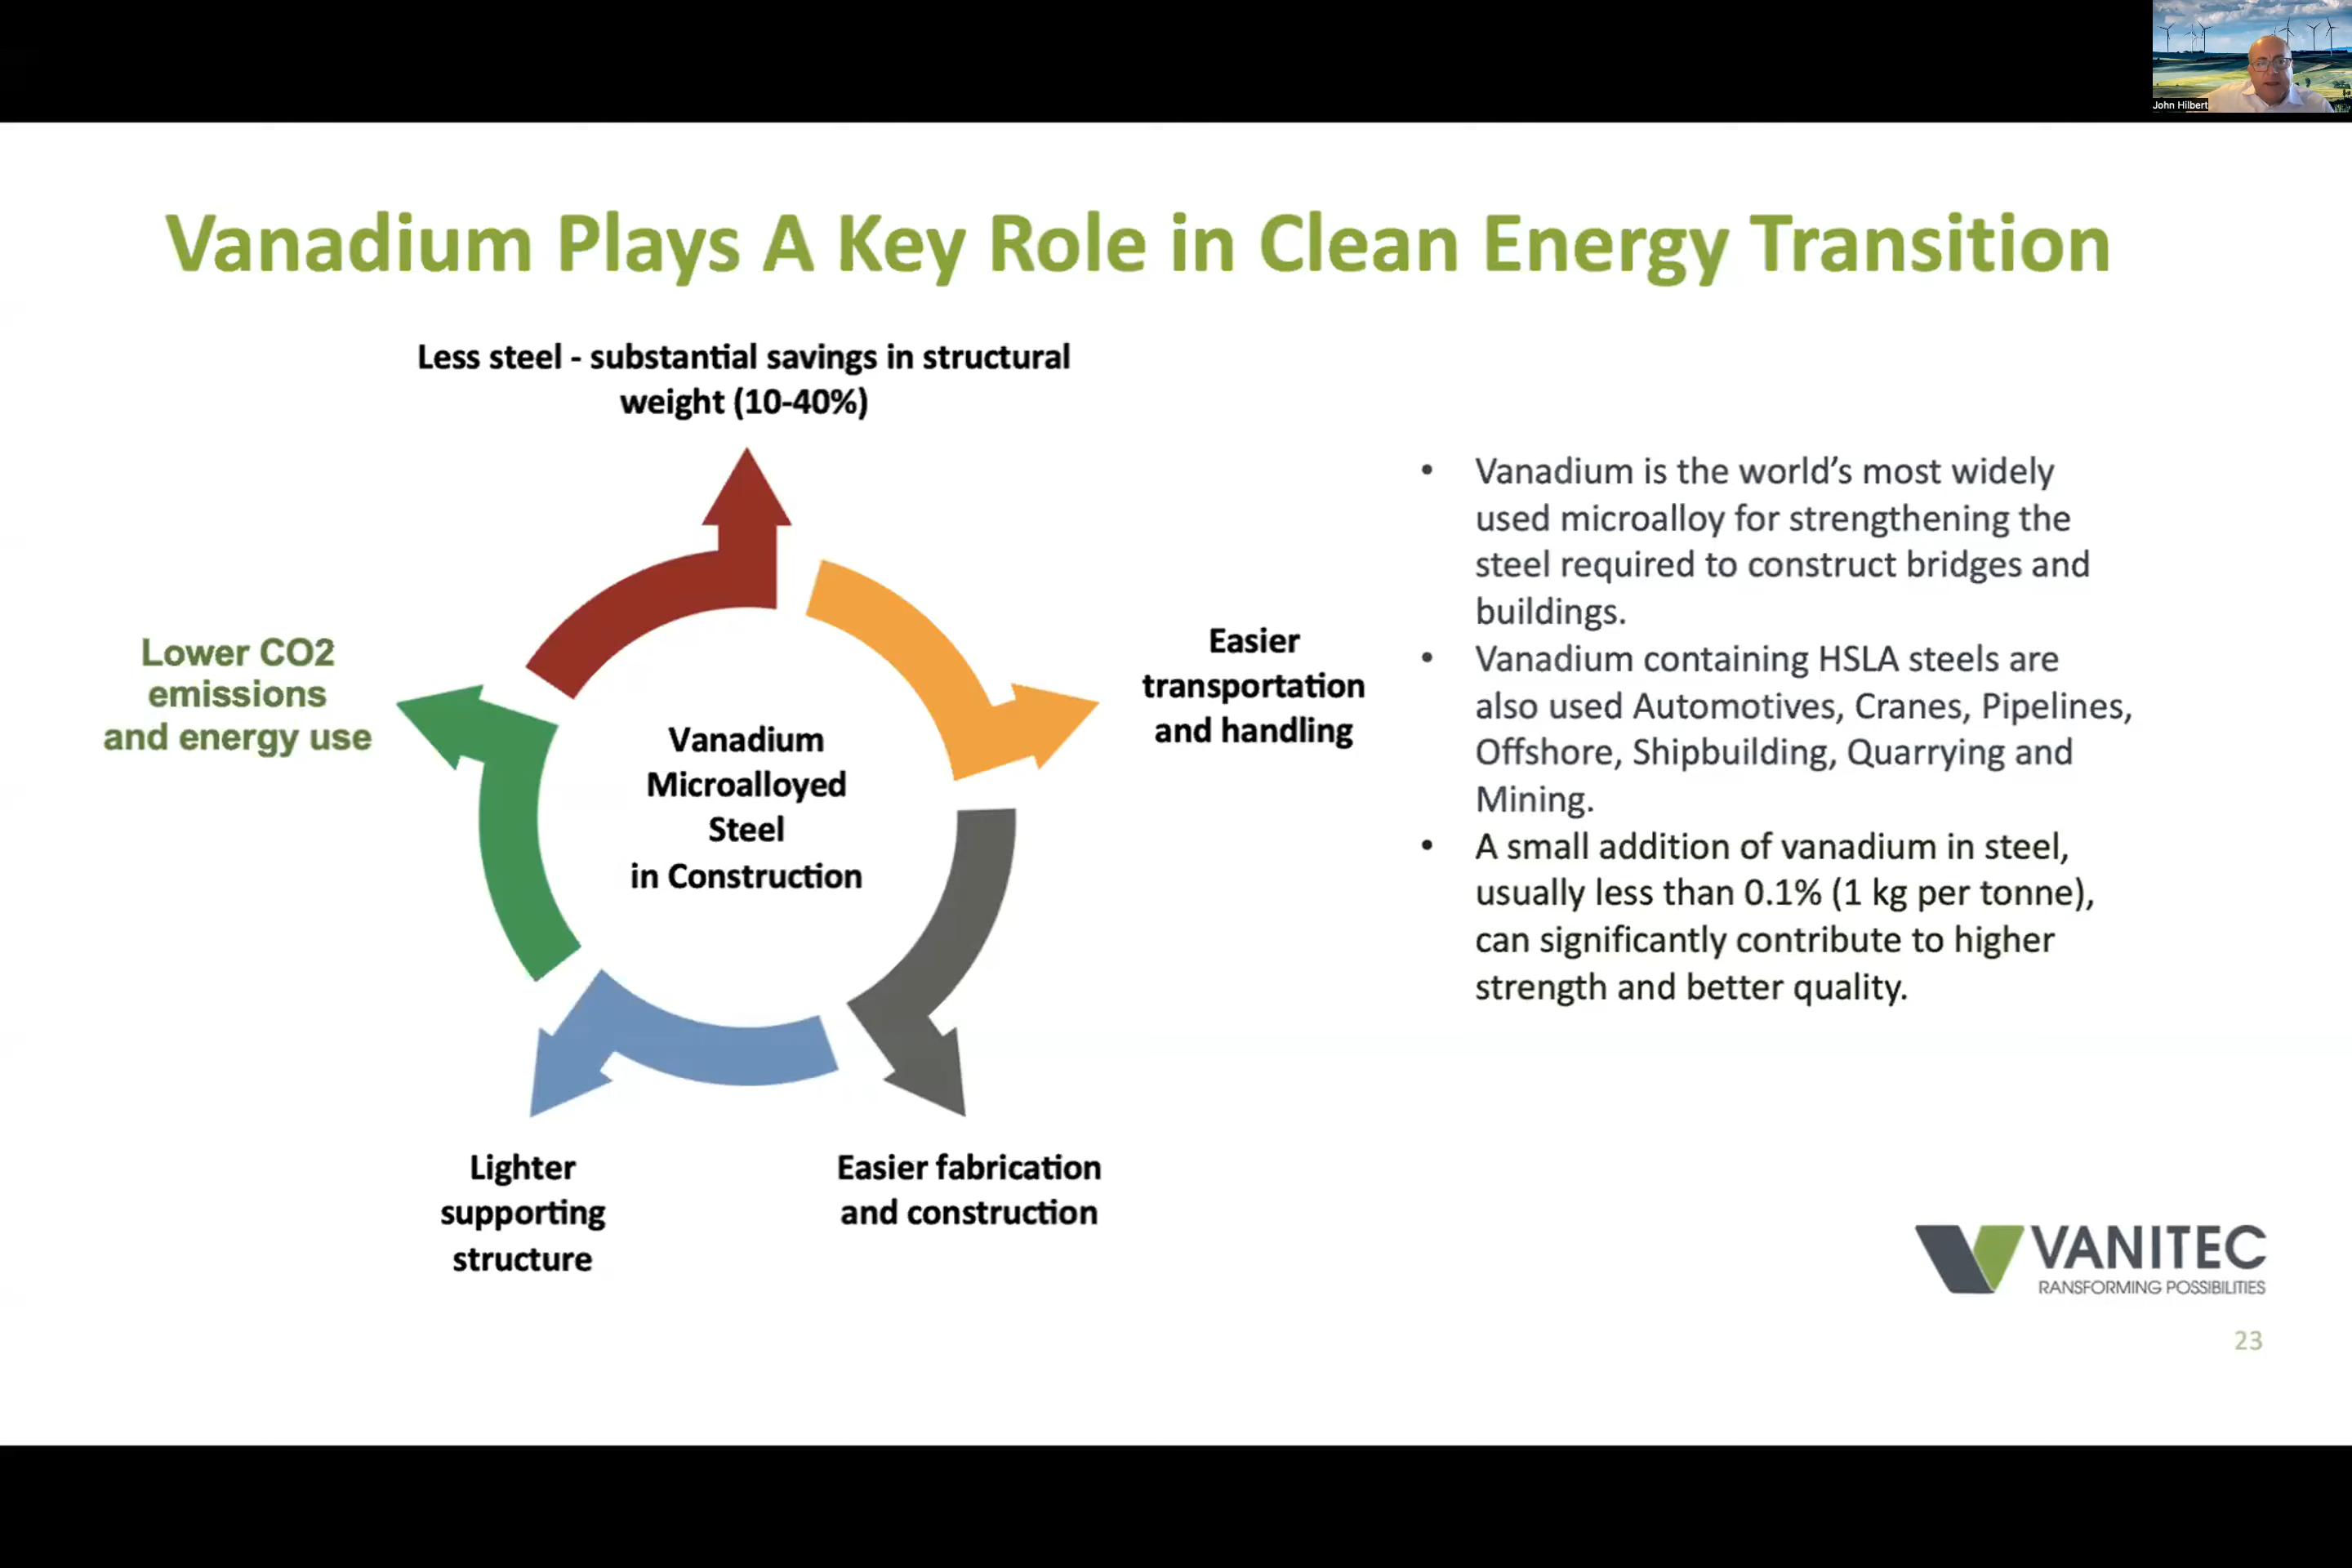 John Hilbert
Vanadium Plays A Key Role in Clean Energy Transition
Less steel - substantial savings in structural
weight (10-40%)
Easier
transportation
and handling
Easier fabrication
and construction
Lighter
supporting
structure
Lower CO2
emissions
and energy use
Vanadium
Microalloyed
Steel
in Construction
• Vanadium is the world’s most widely
used microalloy for strengthening the
steel required to construct bridges and
buildings.
• Vanadium containing HSLA steels are
also used Automotives, Cranes, Pipelines,
Offshore, Shipbuilding, Quarrying and
Mining.
• A small addition of vanadium in steel,
usually less than 0.1% (1 kg per tonne),
can significantly contribute to higher
strength and better quality.
VANITEC
RANSFORMING POSSIBILITIES
23